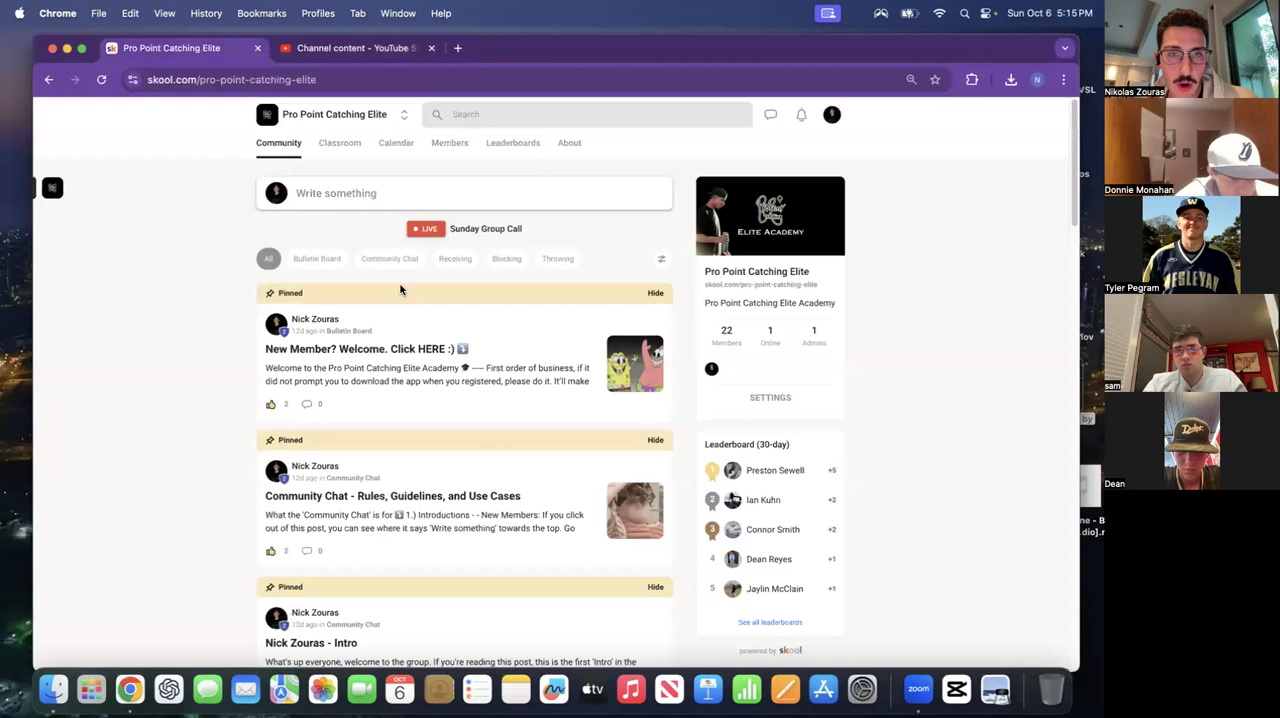 Chrome File Edit View History Bookmarks Profiles Tab Window Help Sun Oct 6 5:15 PM
Pro Point Catching Elite
Channel content - YouTube S
skool.com/pro-point-catching-elite
N
Pro Point Catching Elite
Search
Community Classroom Calendar Members Leaderboards About
Write something
LIVE Sunday Group Call
All Bulletin Board Community Chat Receiving Blocking Throwing
Pinned Hide
Nick Zouras
12d ago in Bulletin Board
New Member? Welcome. Click HERE :)
Welcome to the Pro Point Catching Elite Academy — First order of business, if it
did not prompt you to download the app when you registered, please do it. It'll make
2 0
Pinned Hide
Nick Zouras
12d ago in Community Chat
Community Chat - Rules, Guidelines, and Use Cases
What the 'Community Chat' is for 1.) Introductions - - New Members: If you click
out of this post, you can see where it says 'Write something' towards the top. Go
2 0
Pinned Hide
Nick Zouras
12d ago in Community Chat
Nick Zouras - Intro
What's up everyone, welcome to the group. If you're reading this post, this is the first 'Intro' in the
ELITE ACADEMY
Pro Point Catching Elite
skool.com/pro-point-catching-elite
Pro Point Catching Elite Academy
22 1 1
Members Online Admins
SETTINGS
Leaderboard (30-day)
1 Preston Sewell +5
2 Ian Kuhn +2
3 Connor Smith +2
4 Dean Reyes +1
5 Jaylin McClain +1
See all leaderboards
powered by skool
VSL
by
OCT
6
tv
zoom
Nikolas Zouras
Donnie Monahan
W
WESLEYAN
Tyler Pegram
sam
Dean